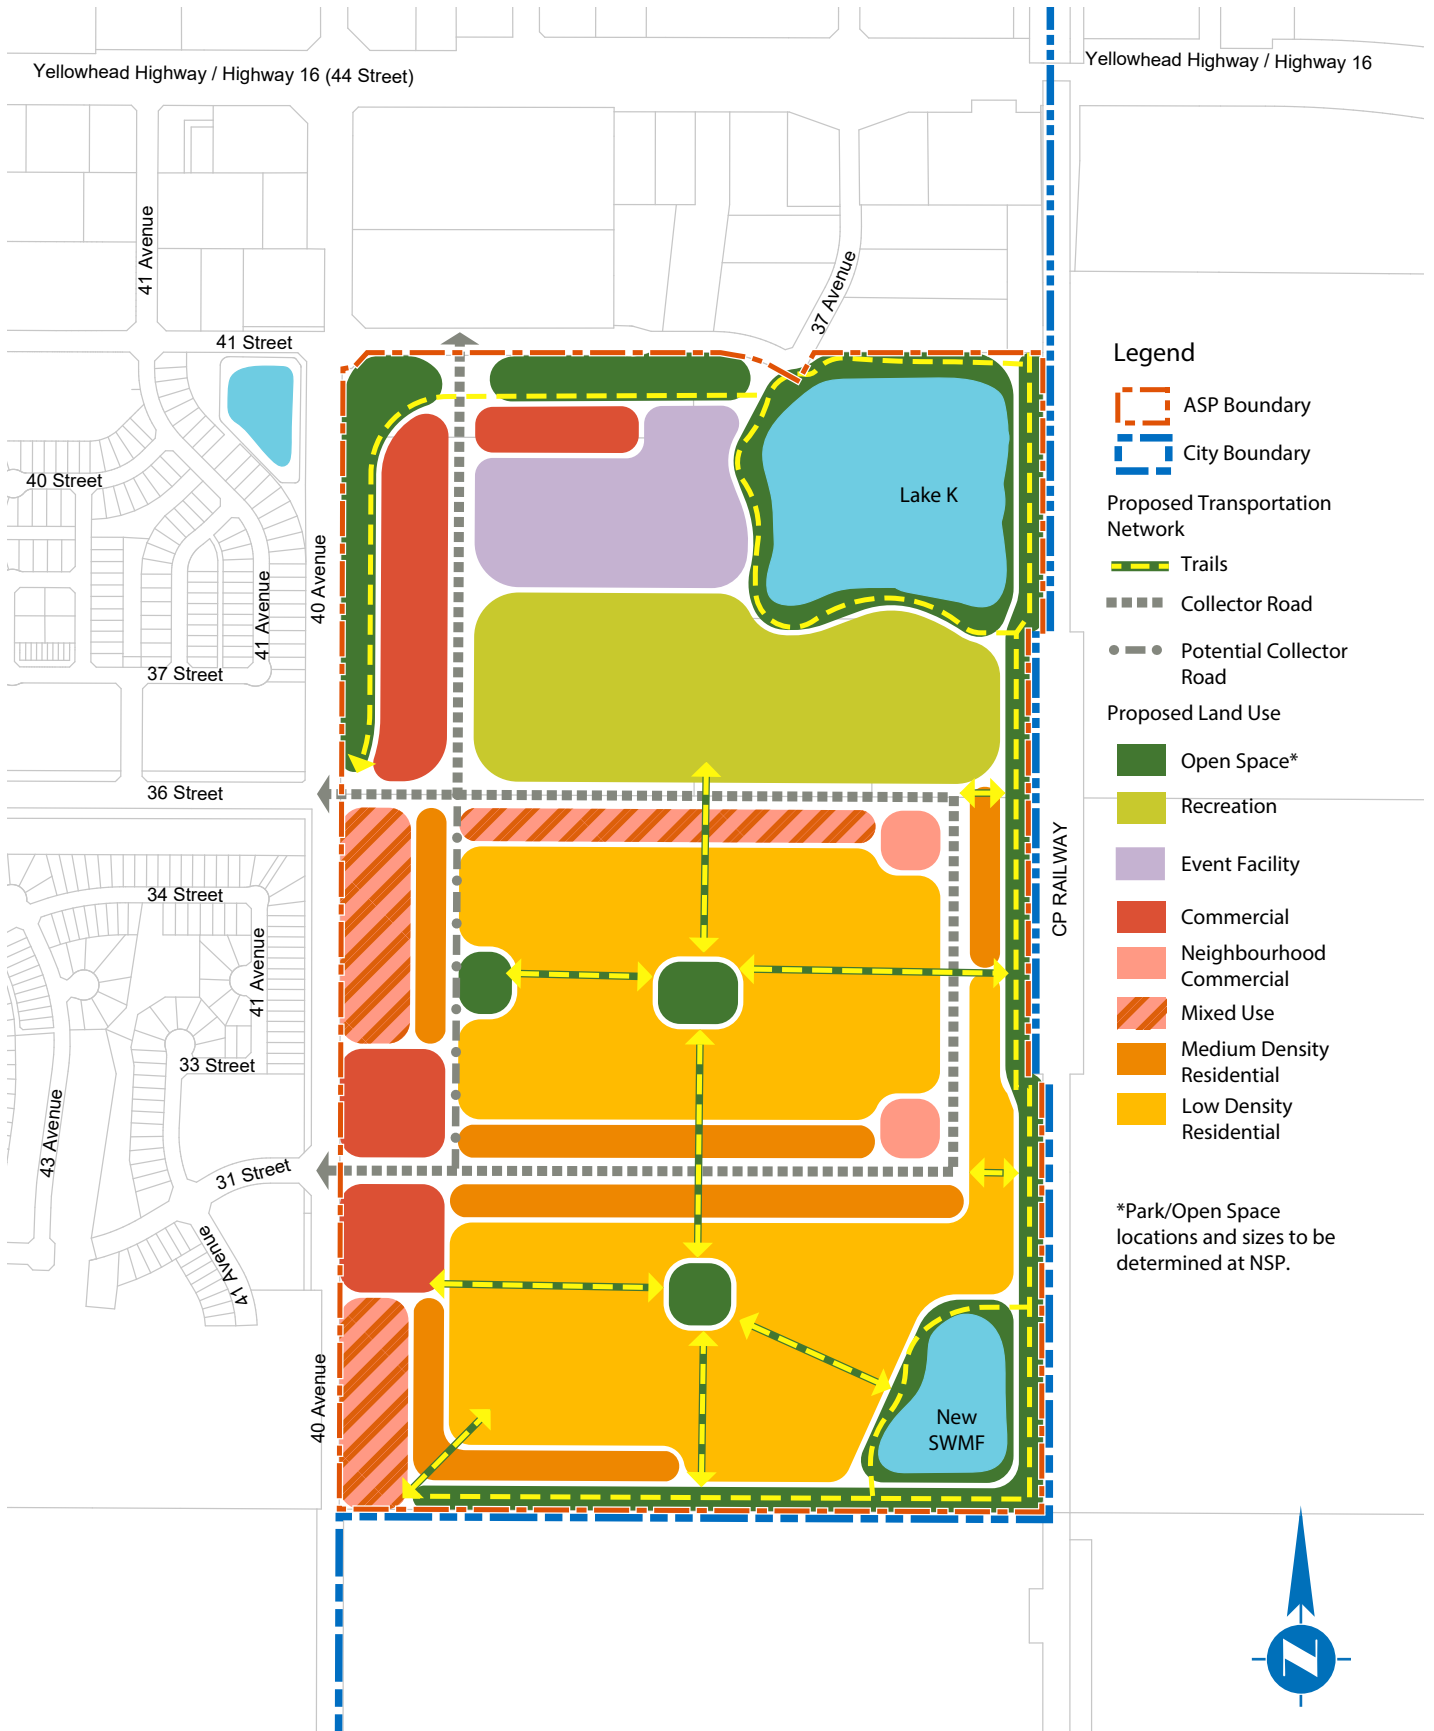 Yellowhead Highway / Highway 16 (44 Street)
Yellowhead Highway / Highway 16
41 Avenue
37 Avenue
41 Street
40 Street
40 Avenue
41 Avenue
37 Street
36 Street
34 Street
41 Avenue
33 Street
43 Avenue
31 Street
41 Avenue
40 Avenue
Lake K
CP RAILWAY
New
SWMF
Legend
ASP Boundary
City Boundary
Proposed Transportation
Network
Trails
Collector Road
Potential Collector
Road
Proposed Land Use
Open Space*
Recreation
Event Facility
Commercial
Neighbourhood
Commercial
Mixed Use
Medium Density
Residential
Low Density
Residential
*Park/Open Space
locations and sizes to be
determined at NSP.
N